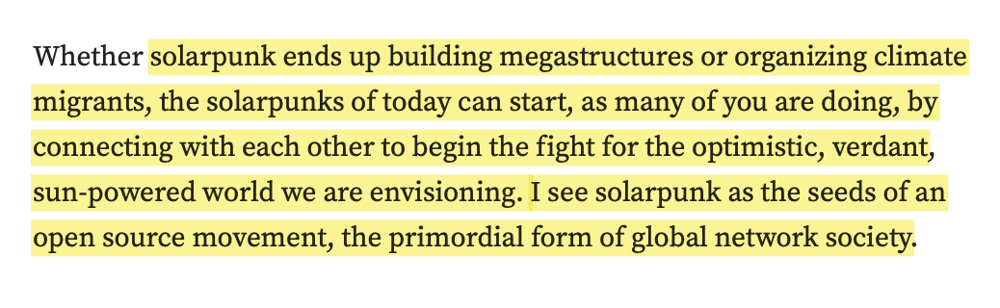 Whether solarpunk ends up building megastructures or organizing climate
migrants, the solarpunks of today can start, as many of you are doing, by
connecting with each other to begin the fight for the optimistic, verdant,
sun-powered world we are envisioning. I see solarpunk as the seeds of an
open source movement, the primordial form of global network society.